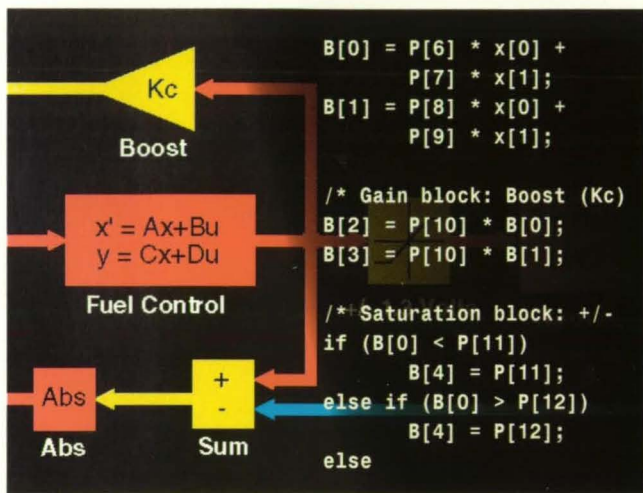 Kc
Boost
x' = Ax+Bu
y = Cx+Du
Fuel Control
Abs
Abs
+
-
Sum
B[0] = P[6] * x[0] +
P[7] * x[1];
B[1] = P[8] * x[0] +
P[9] * x[1];
/* Gain block: Boost (Kc)
B[2] = P[10] * B[0];
B[3] = P[10] * B[1];
/* Saturation block: +/-
if (B[0] < P[11])
B[4] = P[11];
else if (B[0] > P[12])
B[4] = P[12];
else